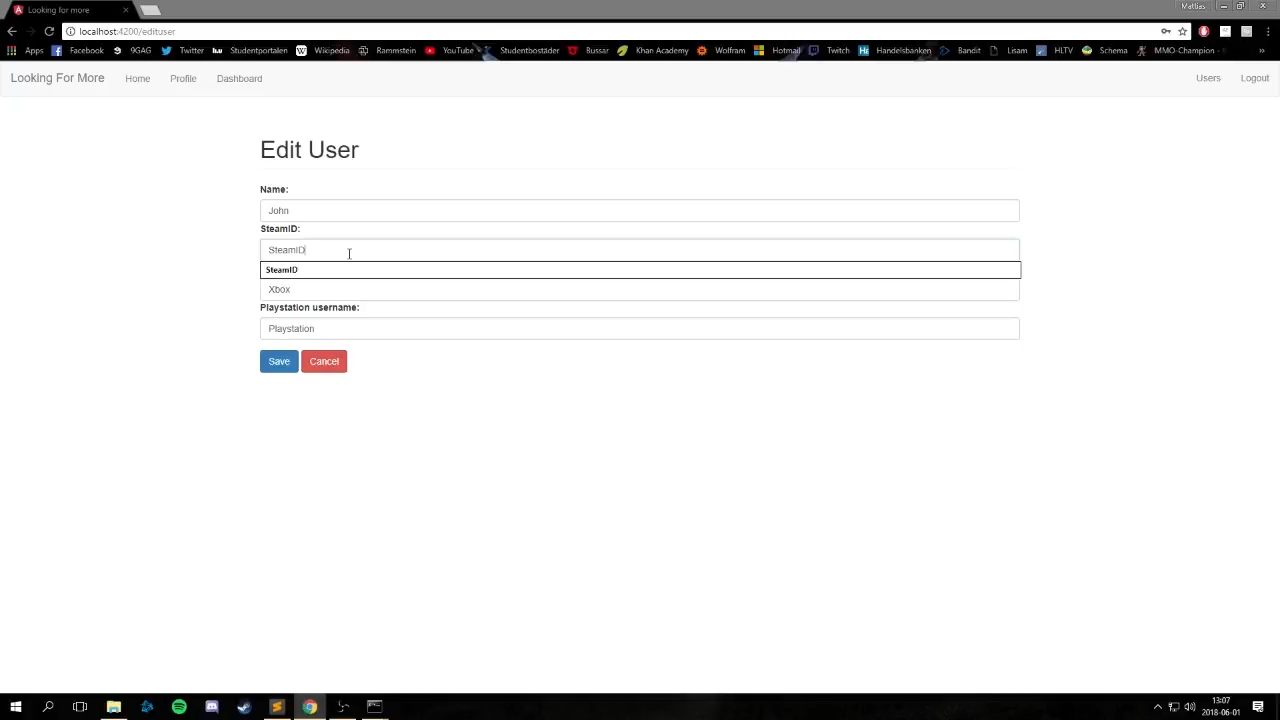 Looking for more
Mattias
localhost:4200/edituser
Apps Facebook 9GAG Twitter Studentportalen Wikipedia Rammstein YouTube Studentbostäder Bussar Khan Academy Wolfram Hotmail Twitch Handelsbanken Bandit Lisam HLTV Schema MMO-Champion -
Looking For More Home Profile Dashboard Users Logout
Edit User
Name:
John
SteamID:
SteamID
SteamID
Xbox
Playstation username:
Playstation
Save Cancel
13:07
2018-06-01